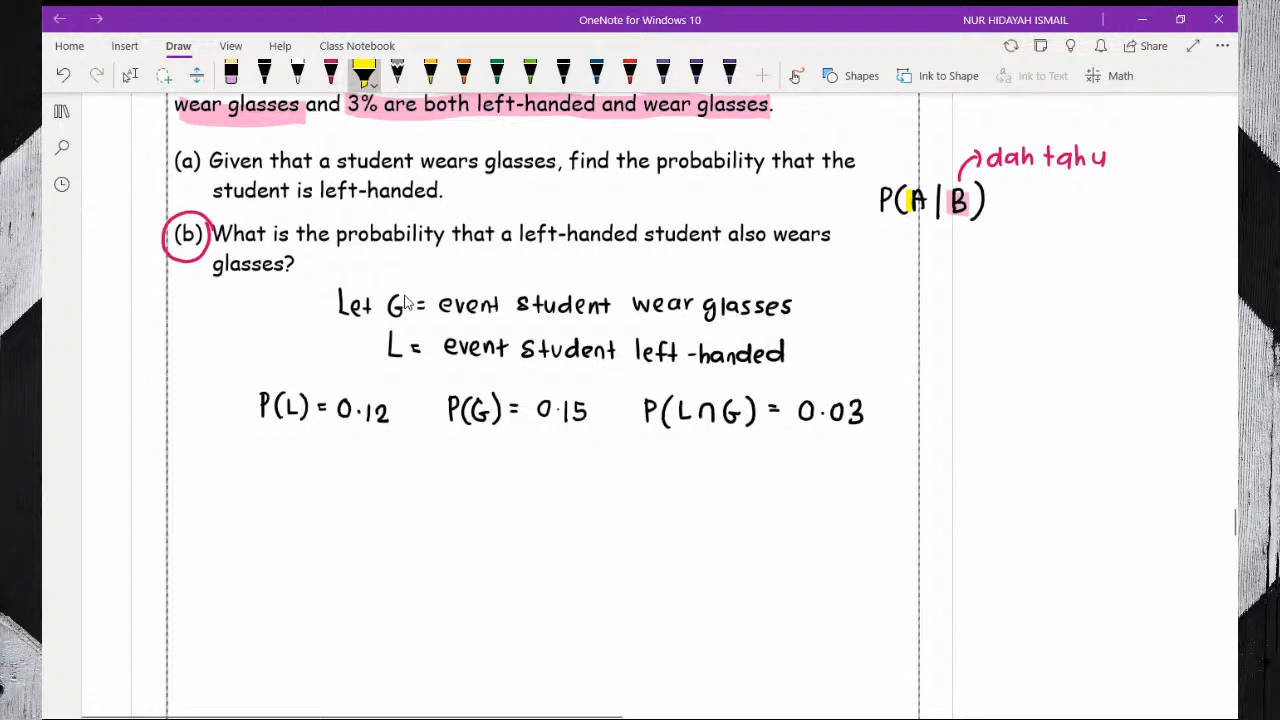 OneNote for Windows 10
NUR HIDAYAH ISMAIL
Home Insert Draw View Help Class Notebook
Share
Shapes Ink to Shape Ink to Text Math
wear glasses and 3% are both left-handed and wear glasses.
(a) Given that a student wears glasses, find the probability that the
student is left-handed.
dah tahu
P(A|B)
(b) What is the probability that a left-handed student also wears
glasses?
Let G = event student wear glasses
L = event student left-handed
P(L) = 0.12 P(G) = 0.15 P(L∩G) = 0.03